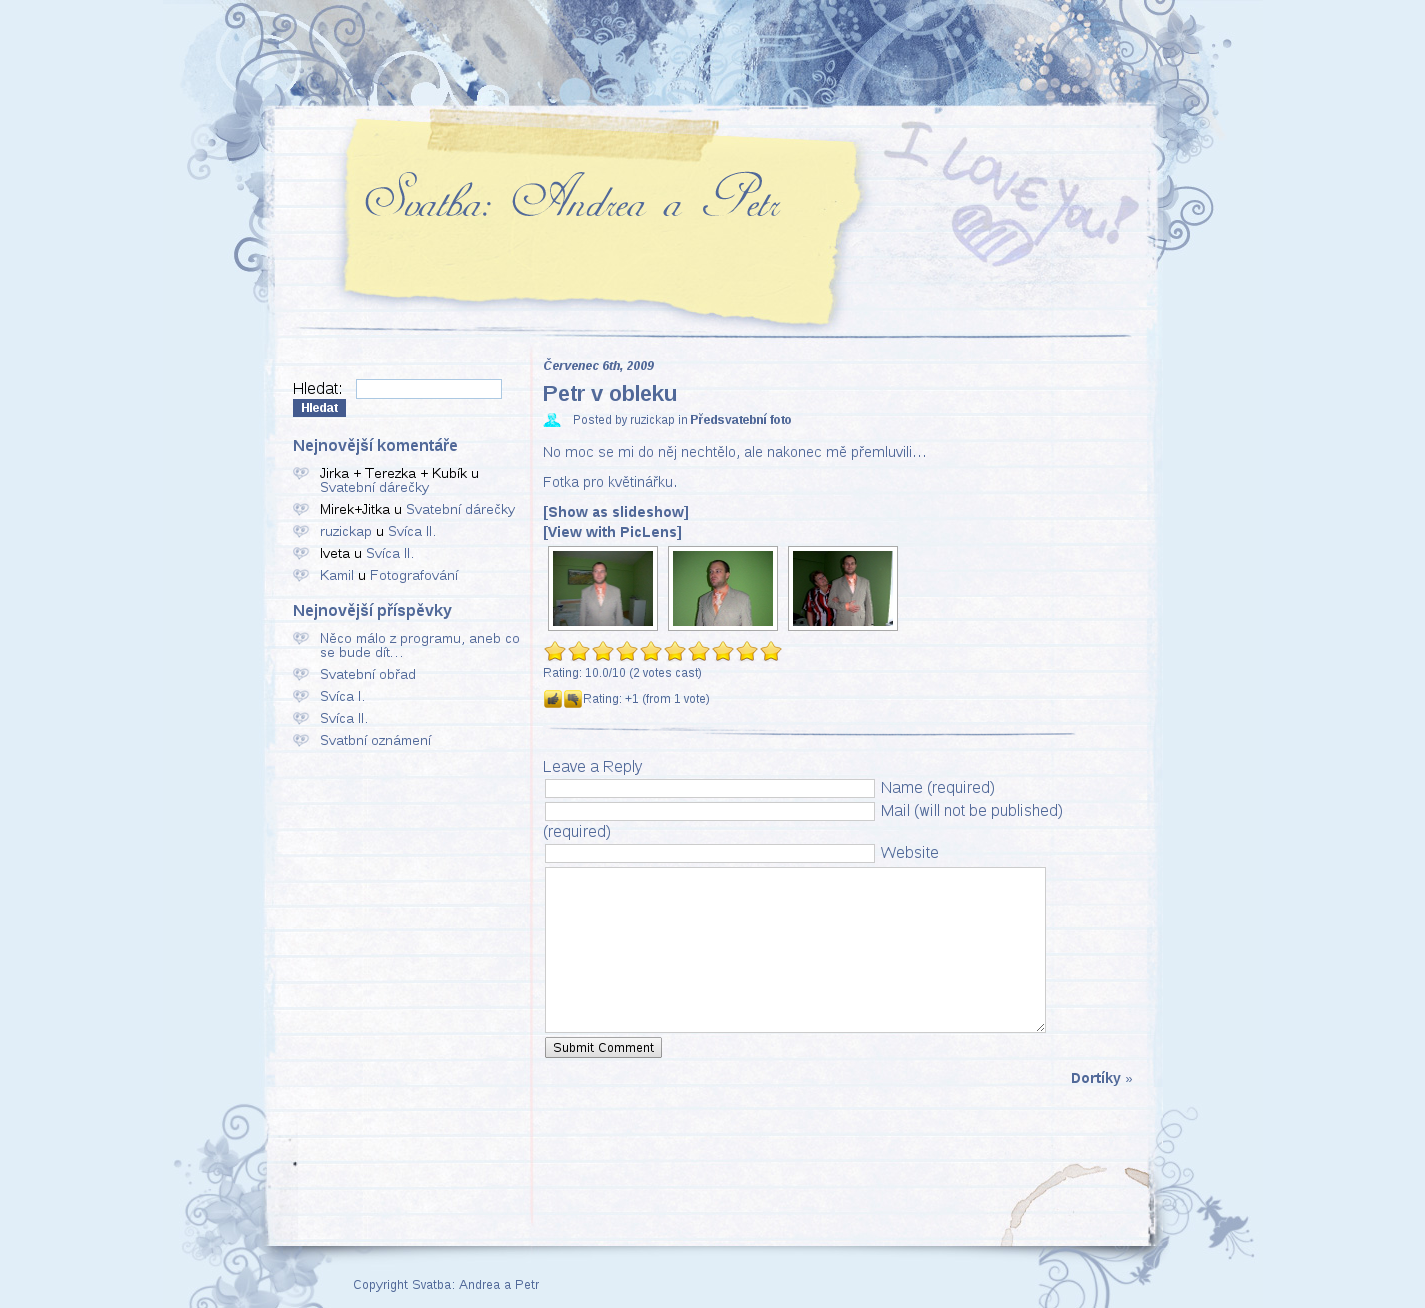 Svatba: Andrea a Petr
I LOVE YOU!
Hledat:
Hledat
Nejnovější komentáře
Jirka + Terezka + Kubík u
Svatební dárečky
Mirek+Jitka u Svatební dárečky
ruzickap u Svíca II.
Iveta u Svíca II.
Kamil u Fotografování
Nejnovější příspěvky
Něco málo z programu, aneb co
se bude dít...
Svatební obřad
Svíca I.
Svíca II.
Svatbní oznámení
Červenec 6th, 2009
Petr v obleku
Posted by ruzickap in Předsvatební foto
No moc se mi do něj nechtělo, ale nakonec mě přemluvili...
Fotka pro květinářku.
[Show as slideshow]
[View with PicLens]
Rating: 10.0/10 (2 votes cast)
Rating: +1 (from 1 vote)
Leave a Reply
Name (required)
Mail (will not be published)
(required)
Website
Submit Comment
Dortíky »
Copyright Svatba: Andrea a Petr